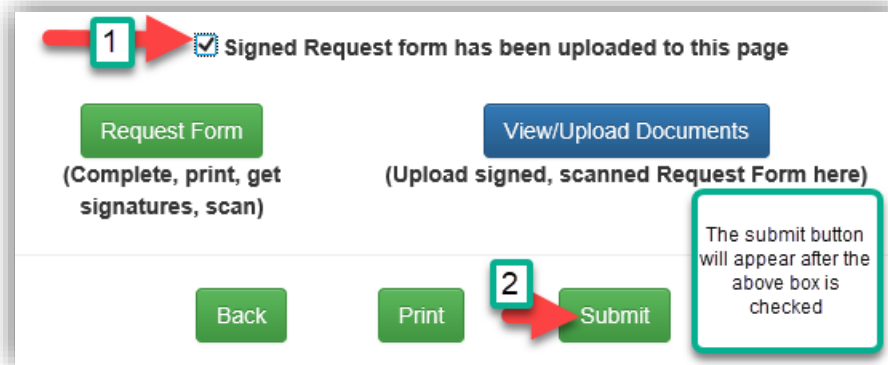 1
Signed Request form has been uploaded to this page
Request Form
View/Upload Documents
(Complete, print, get
signatures, scan)
(Upload signed, scanned Request Form here)
The submit button
will appear after the
above box is
checked
Back
Print
2
Submit